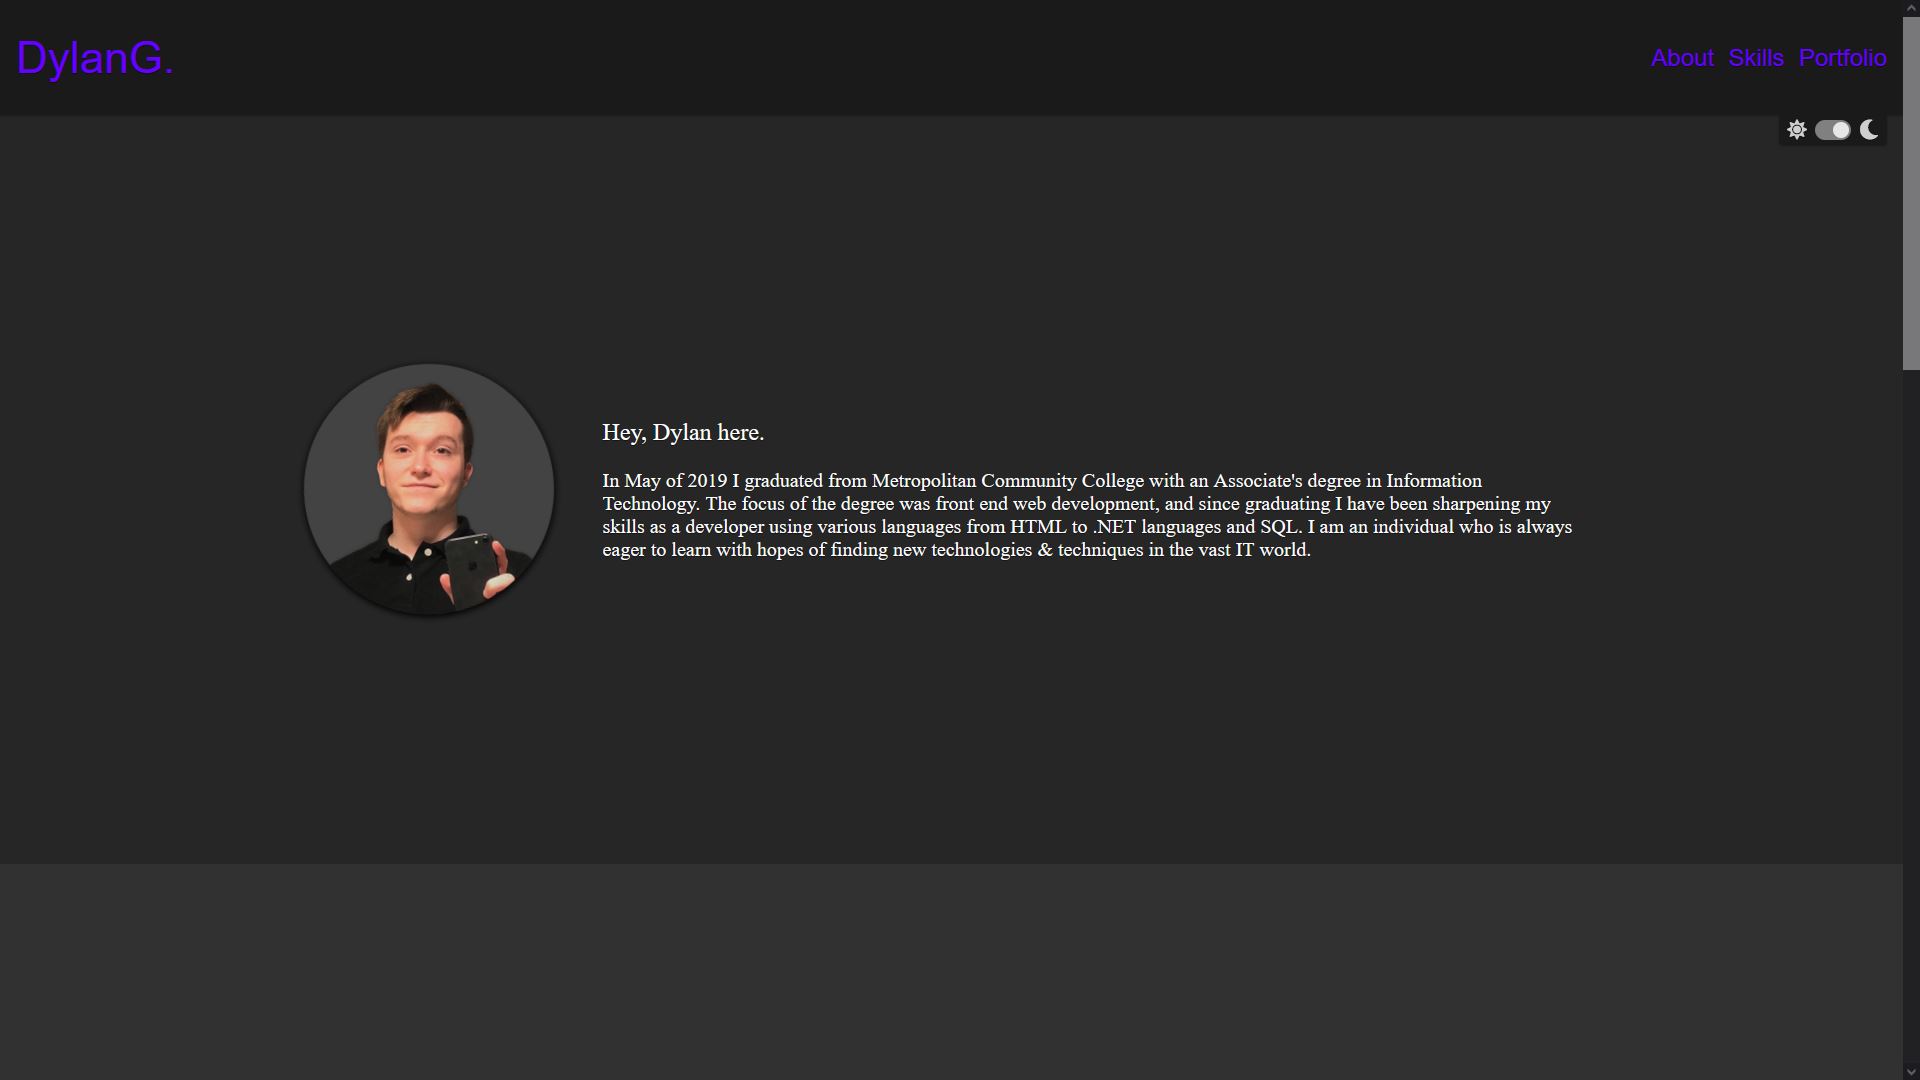 DylanG.
About Skills Portfolio
Hey, Dylan here.
In May of 2019 I graduated from Metropolitan Community College with an Associate's degree in Information
Technology. The focus of the degree was front end web development, and since graduating I have been sharpening my
skills as a developer using various languages from HTML to .NET languages and SQL. I am an individual who is always
eager to learn with hopes of finding new technologies & techniques in the vast IT world.